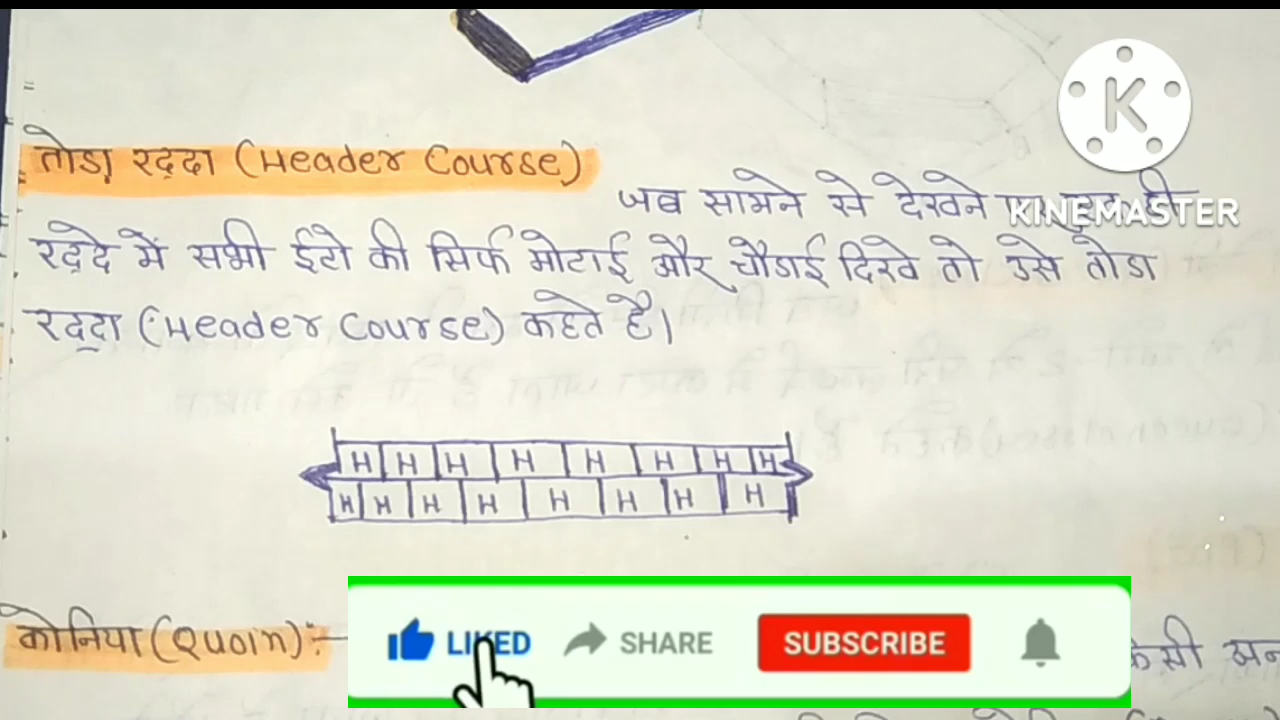 तोडा़ रद्दा (Header Course)
जब सामने से देखने
KINEMASTER
रद्दे में सभी ईटो की सिर्फ मोटाई और चौडाई दिखे तो उसे तोडा
रद्दा (Header Course) कहते है।
H H H H H H H H
H H H H H H H H
कोनिया (Quoin):-
LIKED SHARE SUBSCRIBE